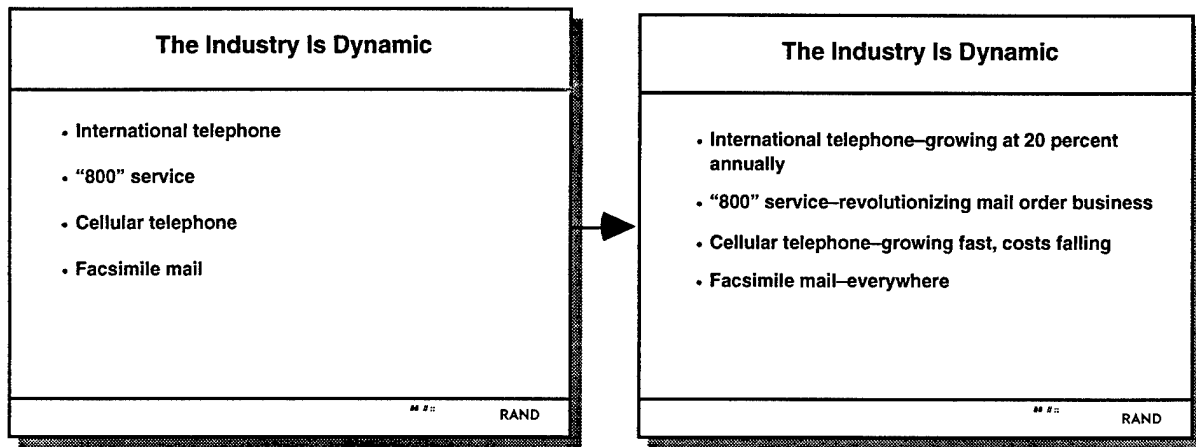 The Industry Is Dynamic
• International telephone
• "800" service
• Cellular telephone
• Facsimile mail
RAND
The Industry Is Dynamic
• International telephone–growing at 20 percent
annually
• "800" service–revolutionizing mail order business
• Cellular telephone–growing fast, costs falling
• Facsimile mail–everywhere
RAND